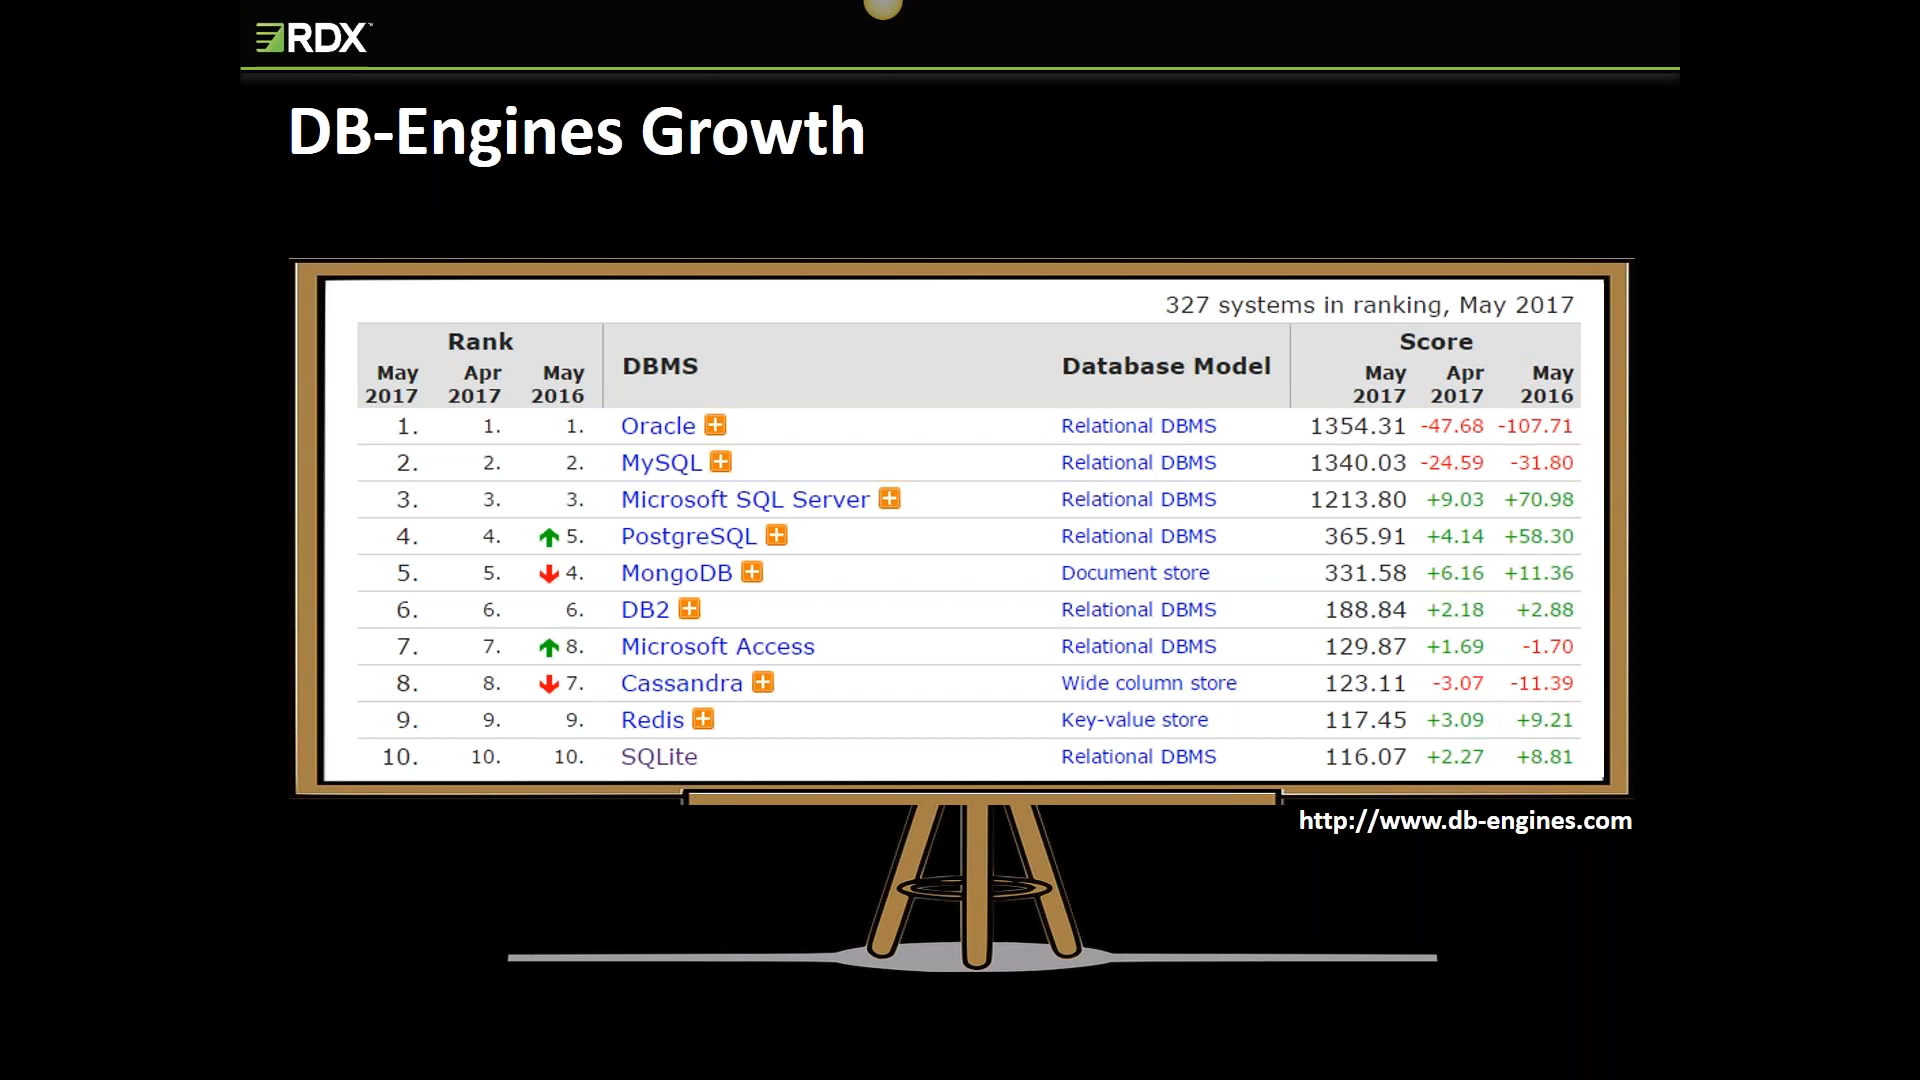 RDX™
DB-Engines Growth
327 systems in ranking, May 2017
Rank DBMS Database Model Score
May 2017 Apr 2017 May 2016 May 2017 Apr 2017 May 2016
1. 1. 1. Oracle Relational DBMS 1354.31 -47.68 -107.71
2. 2. 2. MySQL Relational DBMS 1340.03 -24.59 -31.80
3. 3. 3. Microsoft SQL Server Relational DBMS 1213.80 +9.03 +70.98
4. 4. 5. PostgreSQL Relational DBMS 365.91 +4.14 +58.30
5. 5. 4. MongoDB Document store 331.58 +6.16 +11.36
6. 6. 6. DB2 Relational DBMS 188.84 +2.18 +2.88
7. 7. 8. Microsoft Access Relational DBMS 129.87 +1.69 -1.70
8. 8. 7. Cassandra Wide column store 123.11 -3.07 -11.39
9. 9. 9. Redis Key-value store 117.45 +3.09 +9.21
10. 10. 10. SQLite Relational DBMS 116.07 +2.27 +8.81
http://www.db-engines.com